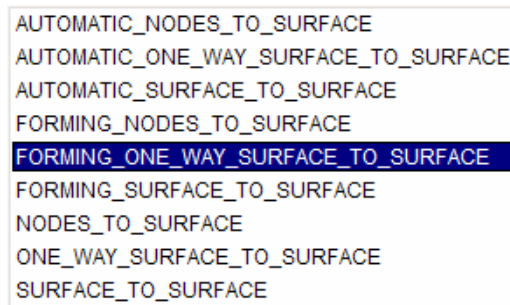 AUTOMATIC_NODES_TO_SURFACE
AUTOMATIC_ONE_WAY_SURFACE_TO_SURFACE
AUTOMATIC_SURFACE_TO_SURFACE
FORMING_NODES_TO_SURFACE
FORMING_ONE_WAY_SURFACE_TO_SURFACE
FORMING_SURFACE_TO_SURFACE
NODES_TO_SURFACE
ONE_WAY_SURFACE_TO_SURFACE
SURFACE_TO_SURFACE